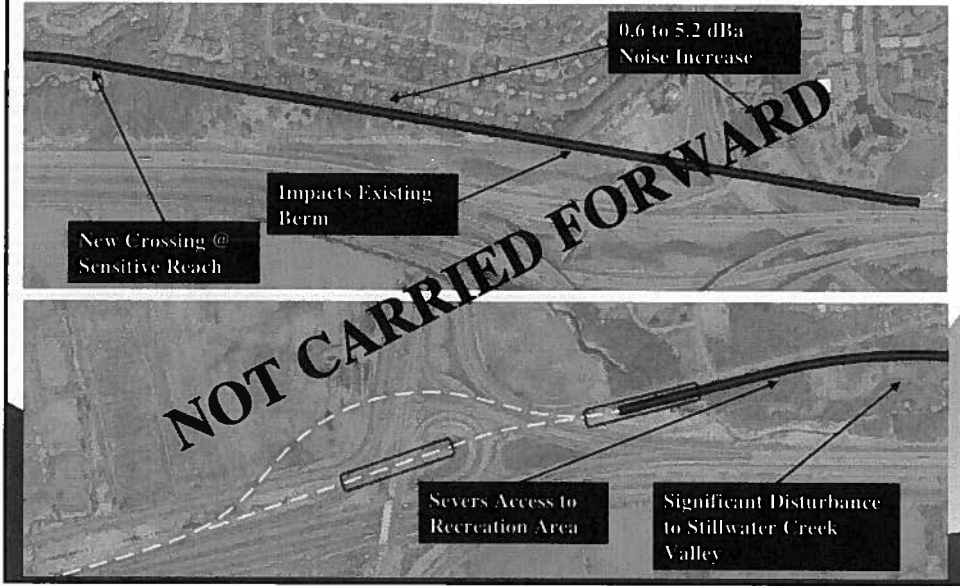 0.6 to 5.2 dBa
Noise Increase
Impacts Existing
Berm
New Crossing @
Sensitive Reach
NOT CARRIED FORWARD
Severs Access to
Recreation Area
Significant Disturbance
to Stillwater Creek
Valley